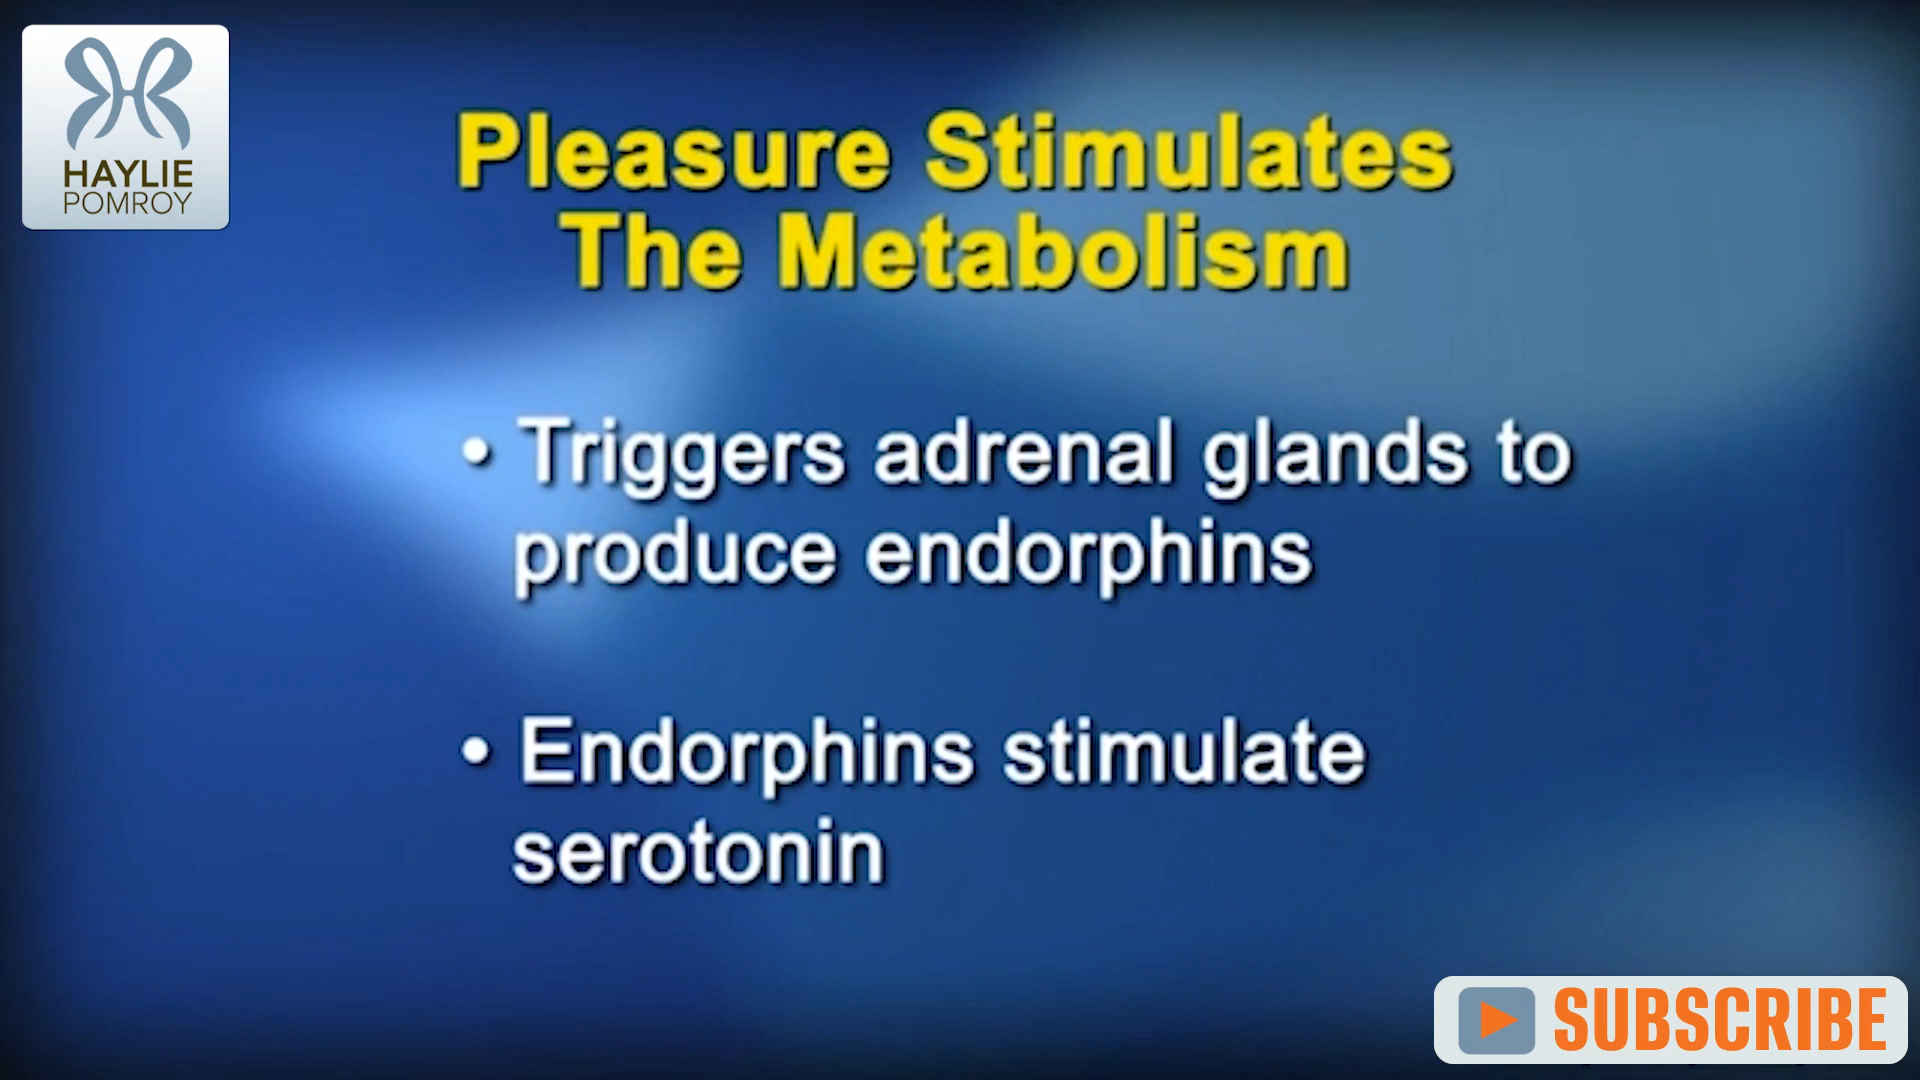 HAYLIE
POMROY
Pleasure Stimulates
The Metabolism
• Triggers adrenal glands to
produce endorphins
• Endorphins stimulate
serotonin
SUBSCRIBE